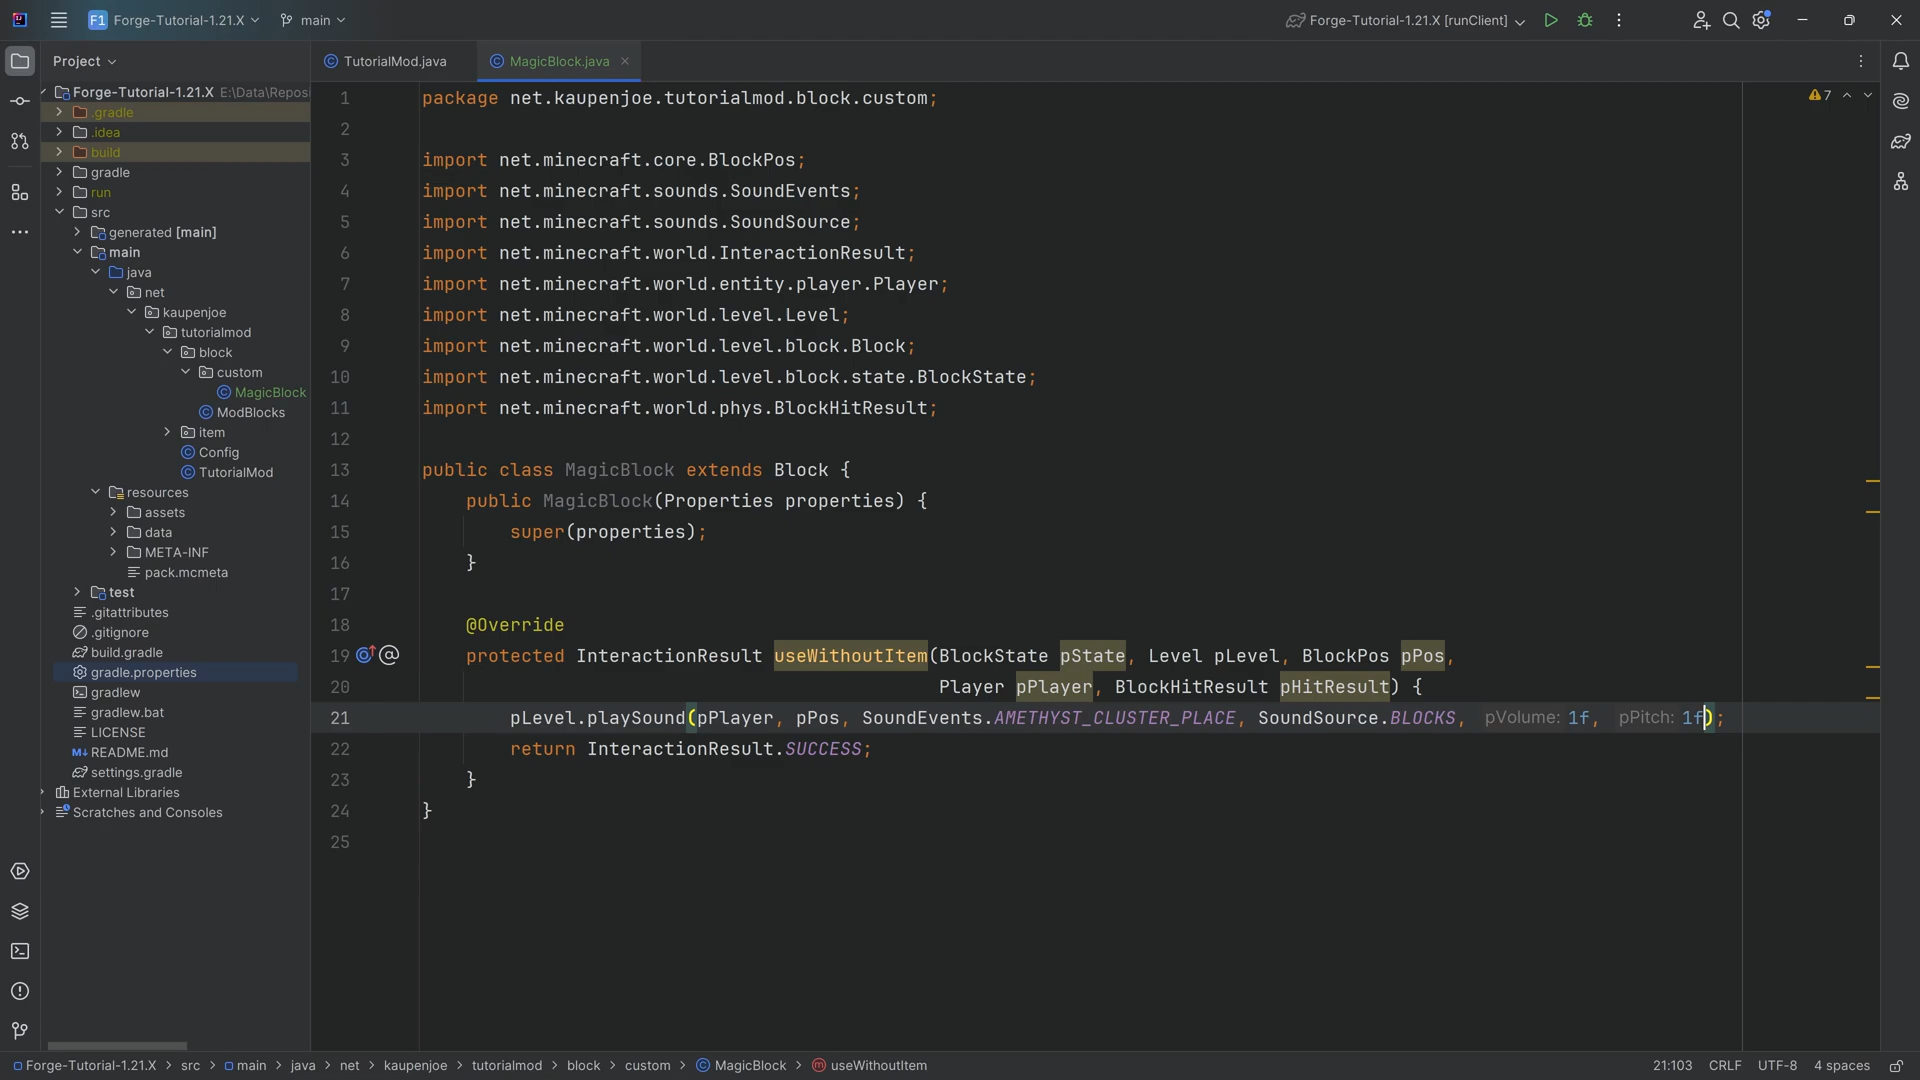 F1 Forge-Tutorial-1.21.X main Forge-Tutorial-1.21.X [runClient]
Project TutorialMod.java MagicBlock.java
Forge-Tutorial-1.21.X E:\Data\Repos
.gradle
.idea
build
gradle
run
src
generated [main]
main
java
net
kaupenjoe
tutorialmod
block
custom
MagicBlock
ModBlocks
item
Config
TutorialMod
resources
assets
data
META-INF
pack.mcmeta
test
.gitattributes
.gitignore
build.gradle
gradle.properties
gradlew
gradlew.bat
LICENSE
M↓ README.md
settings.gradle
External Libraries
Scratches and Consoles
7
1 package net.kaupenjoe.tutorialmod.block.custom;
2
3 import net.minecraft.core.BlockPos;
4 import net.minecraft.sounds.SoundEvents;
5 import net.minecraft.sounds.SoundSource;
6 import net.minecraft.world.InteractionResult;
7 import net.minecraft.world.entity.player.Player;
8 import net.minecraft.world.level.Level;
9 import net.minecraft.world.level.block.Block;
10 import net.minecraft.world.level.block.state.BlockState;
11 import net.minecraft.world.phys.BlockHitResult;
12
13 public class MagicBlock extends Block {
14 public MagicBlock(Properties properties) {
15 super(properties);
16 }
17
18 @Override
19 protected InteractionResult useWithoutItem(BlockState pState, Level pLevel, BlockPos pPos,
20 Player pPlayer, BlockHitResult pHitResult) {
21 pLevel.playSound(pPlayer, pPos, SoundEvents.AMETHYST_CLUSTER_PLACE, SoundSource.BLOCKS, pVolume: 1f, pPitch: 1f);
22 return InteractionResult.SUCCESS;
23 }
24 }
25
Forge-Tutorial-1.21.X > src > main > java > net > kaupenjoe > tutorialmod > block > custom > MagicBlock > useWithoutItem 21:103 CRLF UTF-8 4 spaces